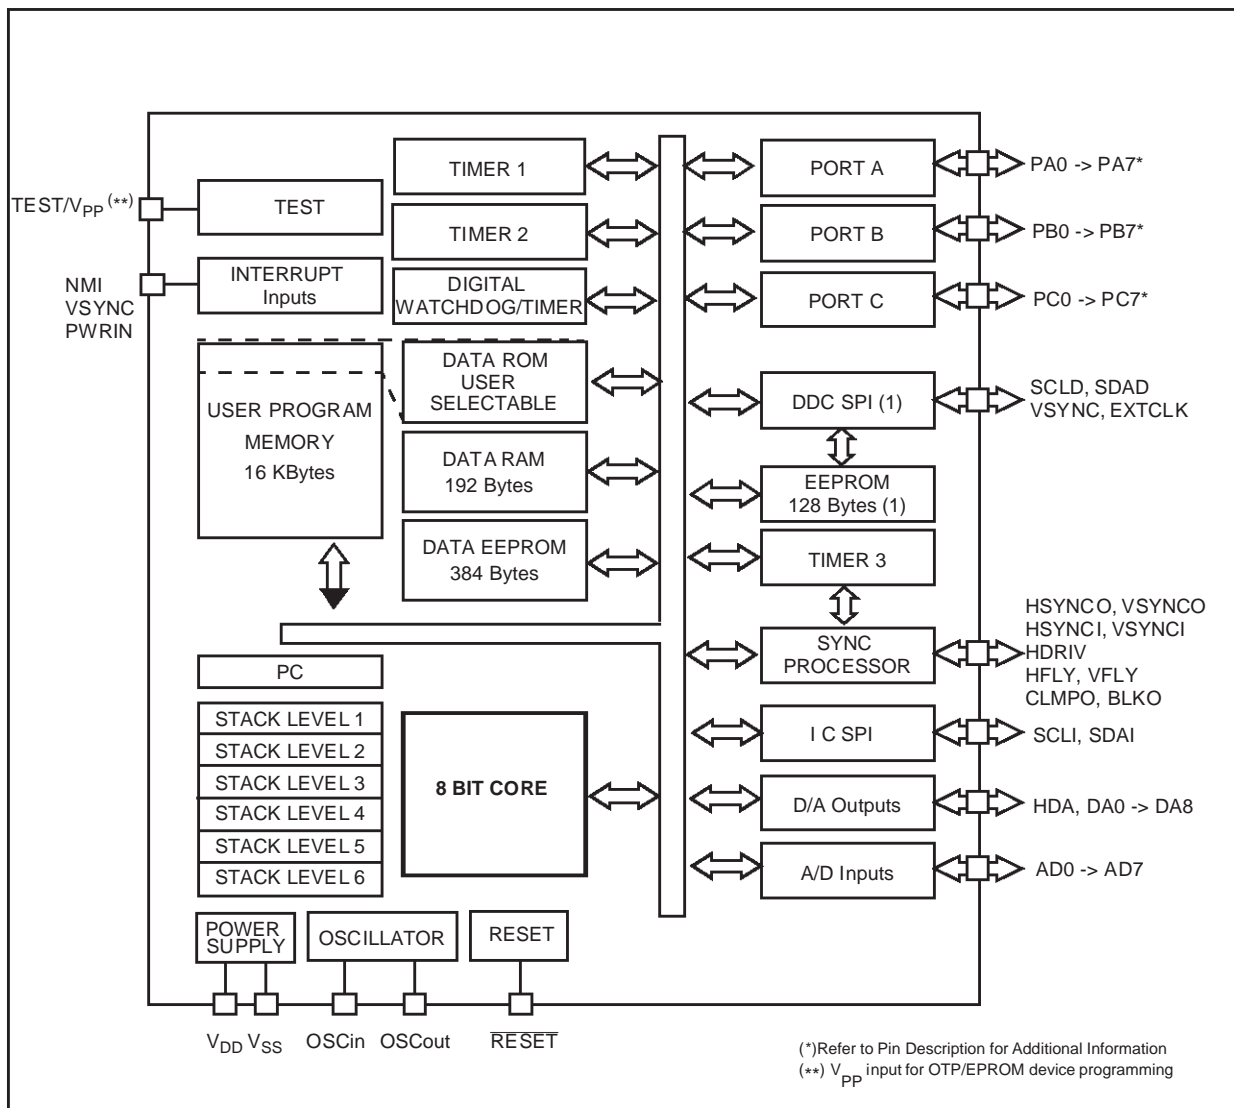 TEST/VPP (**)
NMI
VSYNC
PWRIN
TEST
INTERRUPT
Inputs
USER PROGRAM
MEMORY
16 KBytes
PC
STACK LEVEL 1
STACK LEVEL 2
STACK LEVEL 3
STACK LEVEL 4
STACK LEVEL 5
STACK LEVEL 6
TIMER 1
TIMER 2
DIGITAL
WATCHDOG/TIMER
DATA ROM
USER
SELECTABLE
DATA RAM
192 Bytes
DATA EEPROM
384 Bytes
8 BIT CORE
POWER
SUPPLY
OSCILLATOR
RESET
VDD VSS
OSCin
OSCout
RESET
PORT A
PORT B
PORT C
DDC SPI (1)
EEPROM
128 Bytes (1)
TIMER 3
SYNC
PROCESSOR
I C SPI
D/A Outputs
A/D Inputs
PA0 -> PA7*
PB0 -> PB7*
PC0 -> PC7*
SCLD, SDAD
VSYNC, EXTCLK
HSYNCO, VSYNCO
HSYNCI, VSYNCI
HDRIV
HFLY, VFLY
CLMPO, BLKO
SCLI, SDAI
HDA, DA0 -> DA8
AD0 -> AD7
(*)Refer to Pin Description for Additional Information
(**) VPP input for OTP/EPROM device programming